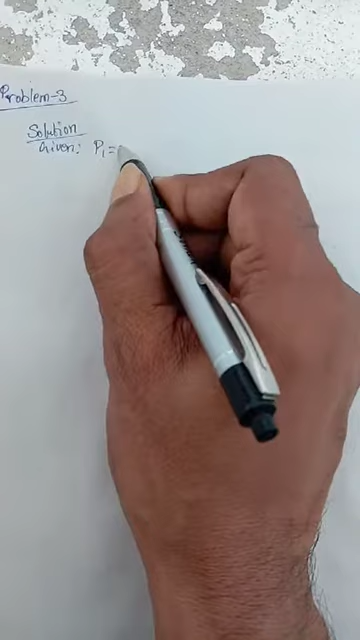 Problem-3
Solution
Given: P₁ =